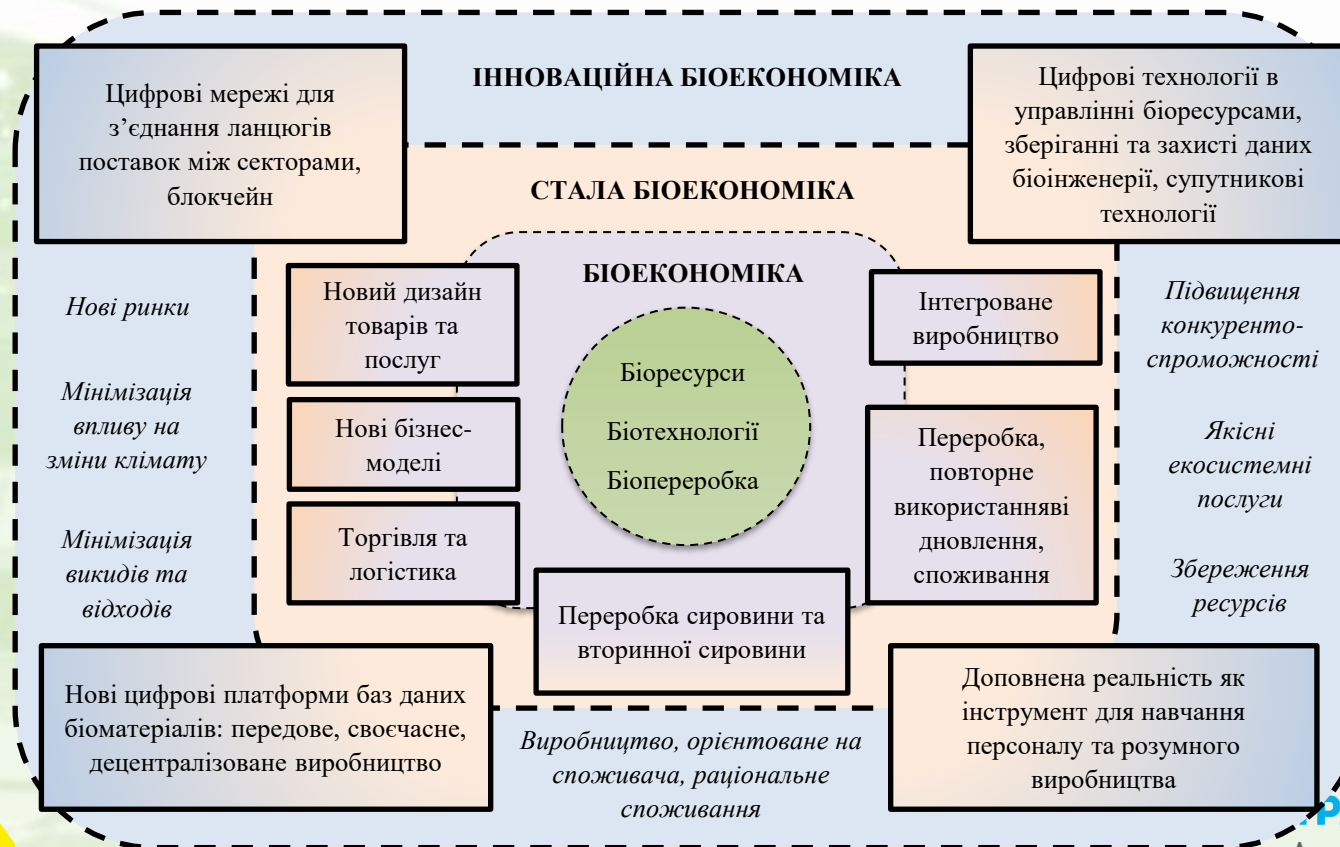 ІННОВАЦІЙНА БІОЕКОНОМІКА
Цифрові мережі для
з’єднання ланцюгів
поставок між секторами,
блокчейн
Цифрові технології в
управлінні біоресурсами,
зберіганні та захисті даних
біоінженерії, супутникові
технології
СТАЛА БІОЕКОНОМІКА
БІОЕКОНОМІКА
Нові ринки
Мінімізація
впливу на
зміни клімату
Мінімізація
викидів та
відходів
Новий дизайн
товарів та
послуг
Нові бізнес-
моделі
Торгівля та
логістика
Біоресурси
Біотехнології
Біопереробка
Інтегроване
виробництво
Переробка,
повторне
використанняві
дновлення,
споживання
Підвищення
конкуренто-
спроможності
Якісні
екосистемні
послуги
Збереження
ресурсів
Переробка сировини та
вторинної сировини
Нові цифрові платформи баз даних
біоматеріалів: передове, своєчасне,
децентралізоване виробництво
Виробництво, орієнтоване на
споживача, раціональне
споживання
Доповнена реальність як
інструмент для навчання
персоналу та розумного
виробництва